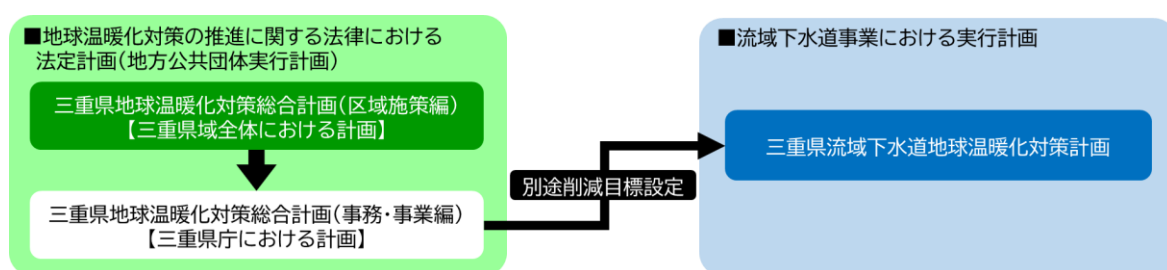 ■地球温暖化対策の推進に関する法律における
法定計画(地方公共団体実行計画)
三重県地球温暖化対策総合計画(区域施策編)
【三重県域全体における計画】
三重県地球温暖化対策総合計画(事務・事業編)
【三重県庁における計画】
別途削減目標設定
■流域下水道事業における実行計画
三重県流域下水道地球温暖化対策計画